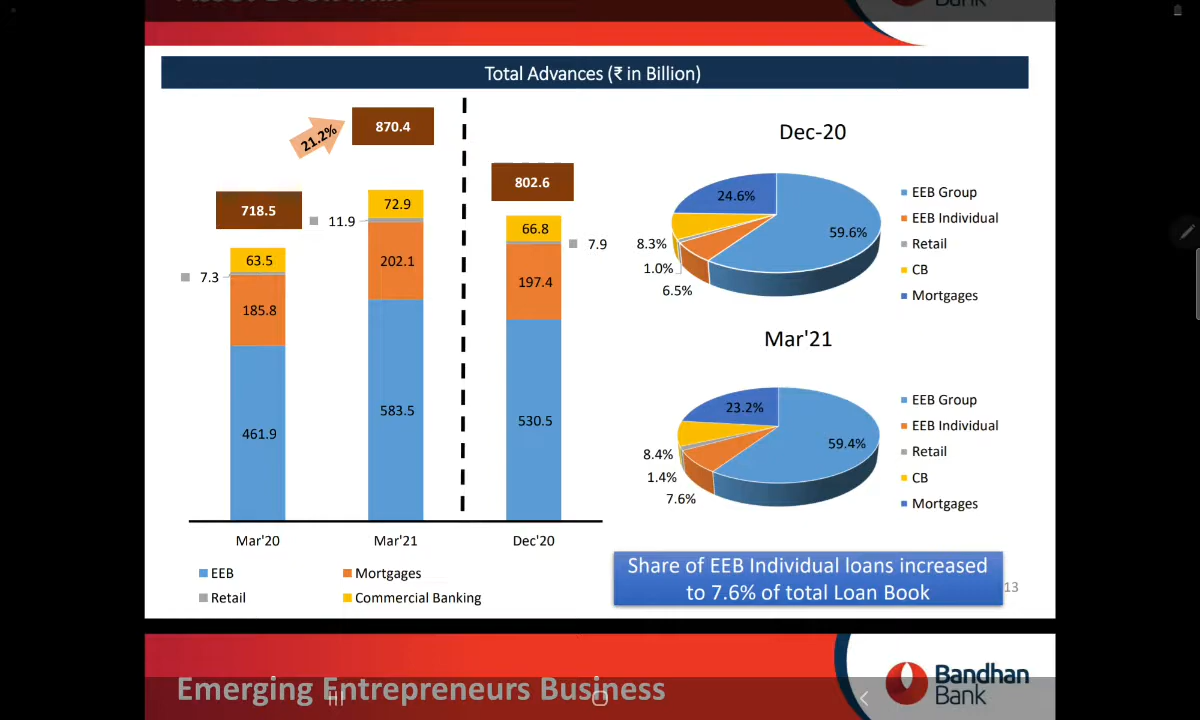 Total Advances (₹ in Billion)
21.2%
870.4
718.5
802.6
72.9
11.9
63.5
66.8
7.9
7.3
202.1
185.8
197.4
583.5
461.9
530.5
Mar'20
Mar'21
Dec'20
EEB
Mortgages
Retail
Commercial Banking
Dec-20
24.6%
59.6%
8.3%
1.0%
6.5%
EEB Group
EEB Individual
Retail
CB
Mortgages
Mar'21
23.2%
59.4%
8.4%
1.4%
7.6%
EEB Group
EEB Individual
Retail
CB
Mortgages
Share of EEB Individual loans increased
to 7.6% of total Loan Book
13
Emerging Entrepreneurs Business
Bandhan
Bank